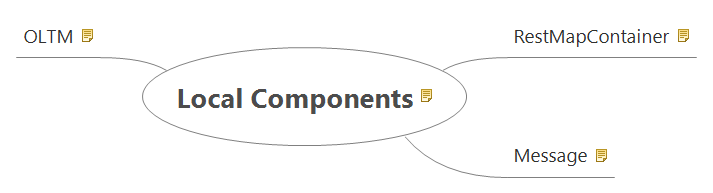 OLTM
RestMapContainer
Local Components
Message